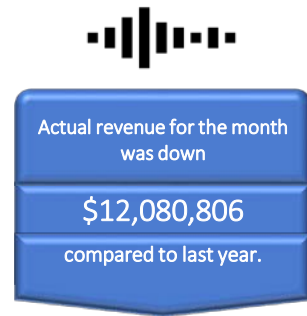 Actual revenue for the month
was down
$12,080,806
compared to last year.